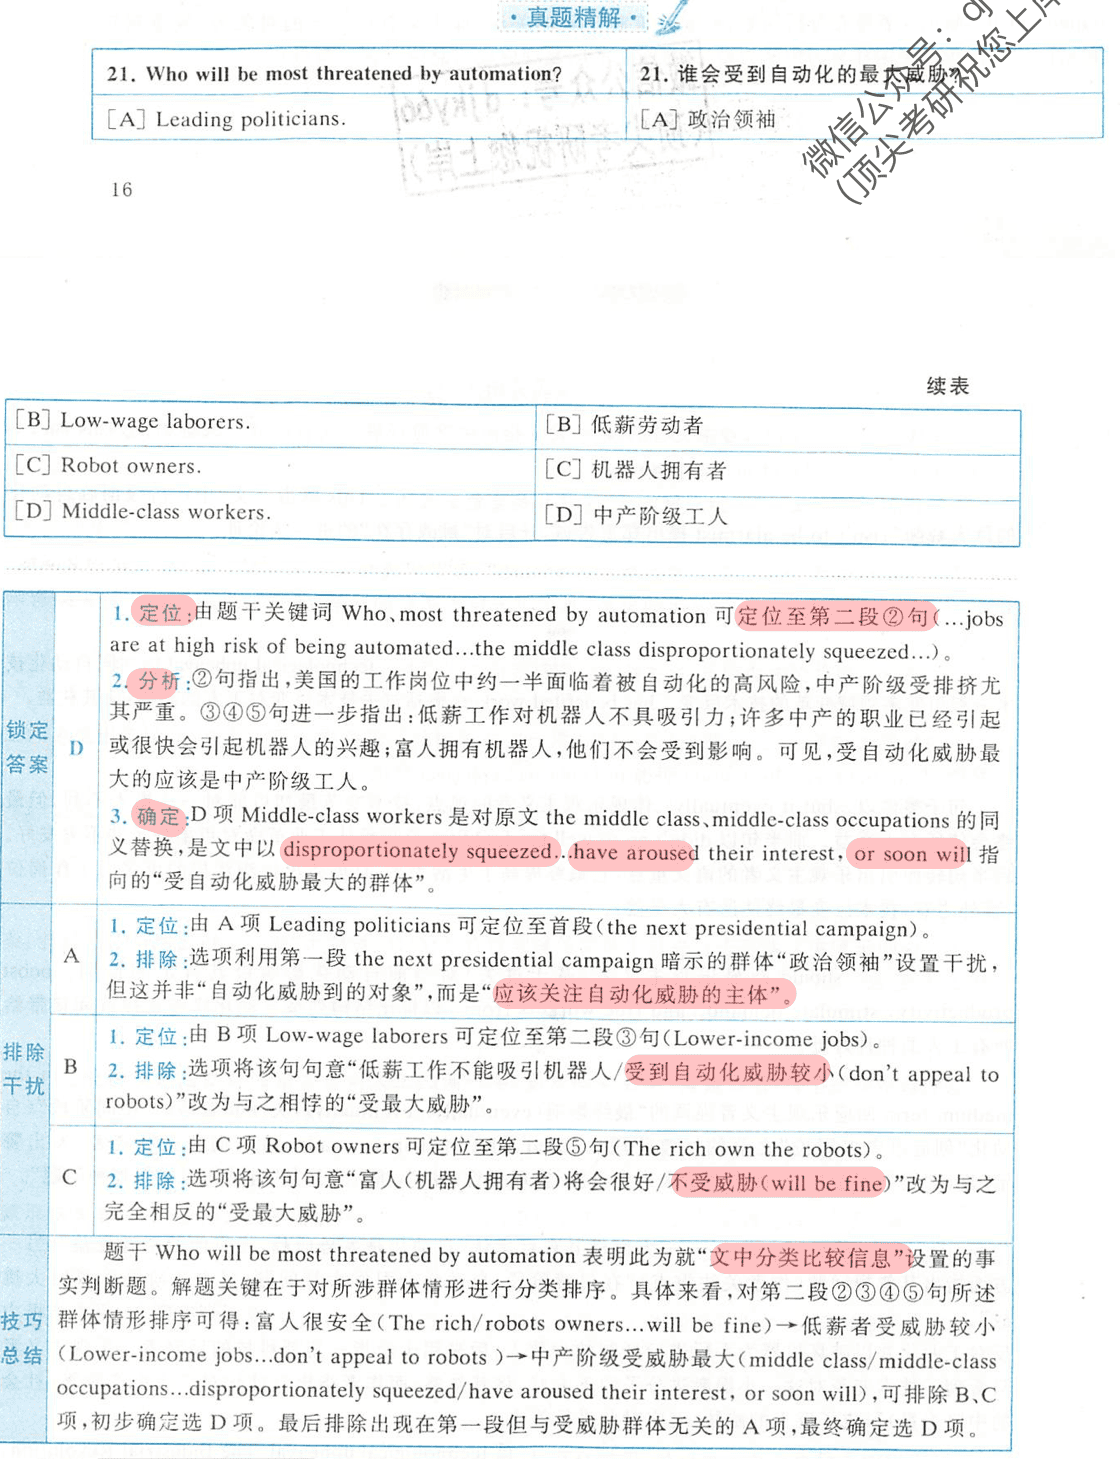 ·真题精解·
21. Who will be most threatened by automation?
21. 谁会受到自动化的最大威胁?
[A] Leading politicians.
[A] 政治领袖
微信公众号:
(顶尖考研祝您上岸
16
续表
[B] Low-wage laborers.
[B] 低薪劳动者
[C] Robot owners.
[C] 机器人拥有者
[D] Middle-class workers.
[D] 中产阶级工人
锁定
答案
D
1. 定位:由题干关键词 Who、most threatened by automation 可定位至第二段②句(…jobs
are at high risk of being automated…the middle class disproportionately squeezed…)。
2. 分析:②句指出,美国的工作岗位中约一半面临着被自动化的高风险,中产阶级受排挤尤
其严重。③④⑤句进一步指出:低薪工作对机器人不具吸引力;许多中产的职业已经引起
或很快会引起机器人的兴趣;富人拥有机器人,他们不会受到影响。可见,受自动化威胁最
大的应该是中产阶级工人。
3. 确定:D 项 Middle-class workers 是对原文 the middle class、middle-class occupations 的同
义替换,是文中以 disproportionately squeezed…have aroused their interest, or soon will 指
向的“受自动化威胁最大的群体”。
排除
干扰
A
1. 定位:由 A 项 Leading politicians 可定位至首段(the next presidential campaign)。
2. 排除:选项利用第一段 the next presidential campaign 暗示的群体“政治领袖”设置干扰,
但这并非“自动化威胁到的对象”,而是“应该关注自动化威胁的主体”。
B
1. 定位:由 B 项 Low-wage laborers 可定位至第二段③句(Lower-income jobs)。
2. 排除:选项将该句句意“低薪工作不能吸引机器人/受到自动化威胁较小(don't appeal to
robots)”改为与之相悖的“受最大威胁”。
C
1. 定位:由 C 项 Robot owners 可定位至第二段⑤句(The rich own the robots)。
2. 排除:选项将该句句意“富人(机器人拥有者)将会很好/不受威胁(will be fine)”改为与之
完全相反的“受最大威胁”。
技巧
总结
题干 Who will be most threatened by automation 表明此为就“文中分类比较信息”设置的事
实判断题。解题关键在于对所涉群体情形进行分类排序。具体来看,对第二段②③④⑤句所述
群体情形排序可得:富人很安全(The rich/robots owners…will be fine)→低薪者受威胁较小
(Lower-income jobs…don't appeal to robots )→中产阶级受威胁最大(middle class/middle-class
occupations…disproportionately squeezed/have aroused their interest, or soon will),可排除 B、C
项,初步确定选 D 项。最后排除出现在第一段但与受威胁群体无关的 A 项,最终确定选 D 项。